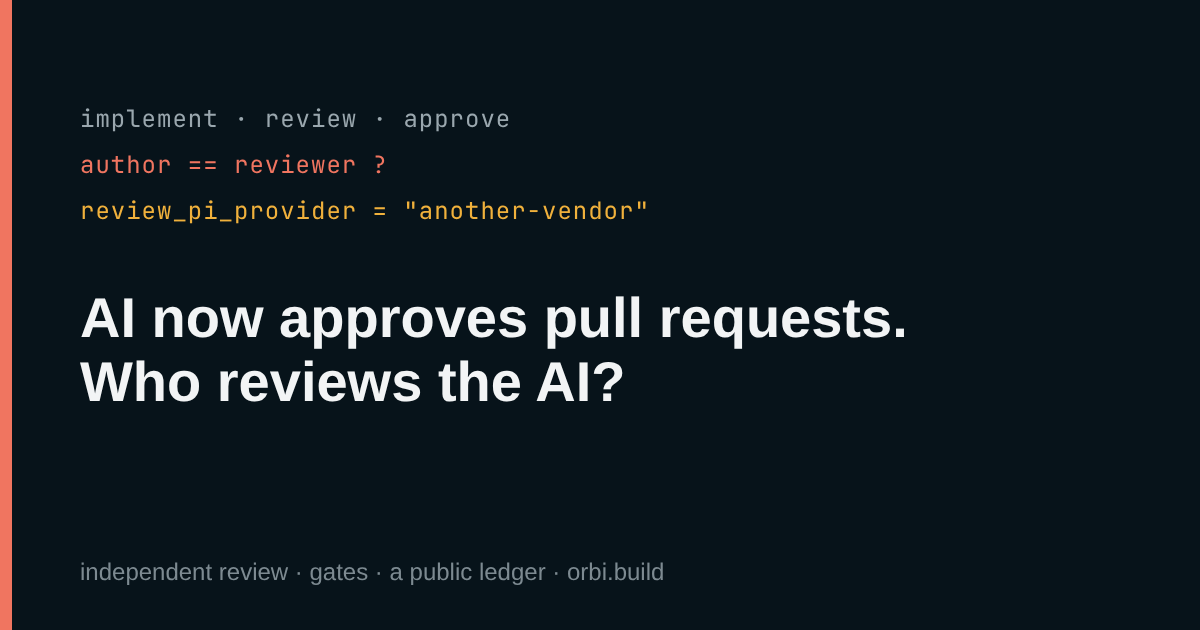 implement · review · approve
author == reviewer ?
review_pi_provider = "another-vendor"
AI now approves pull requests.
Who reviews the AI?
independent review · gates · a public ledger · orbi.build